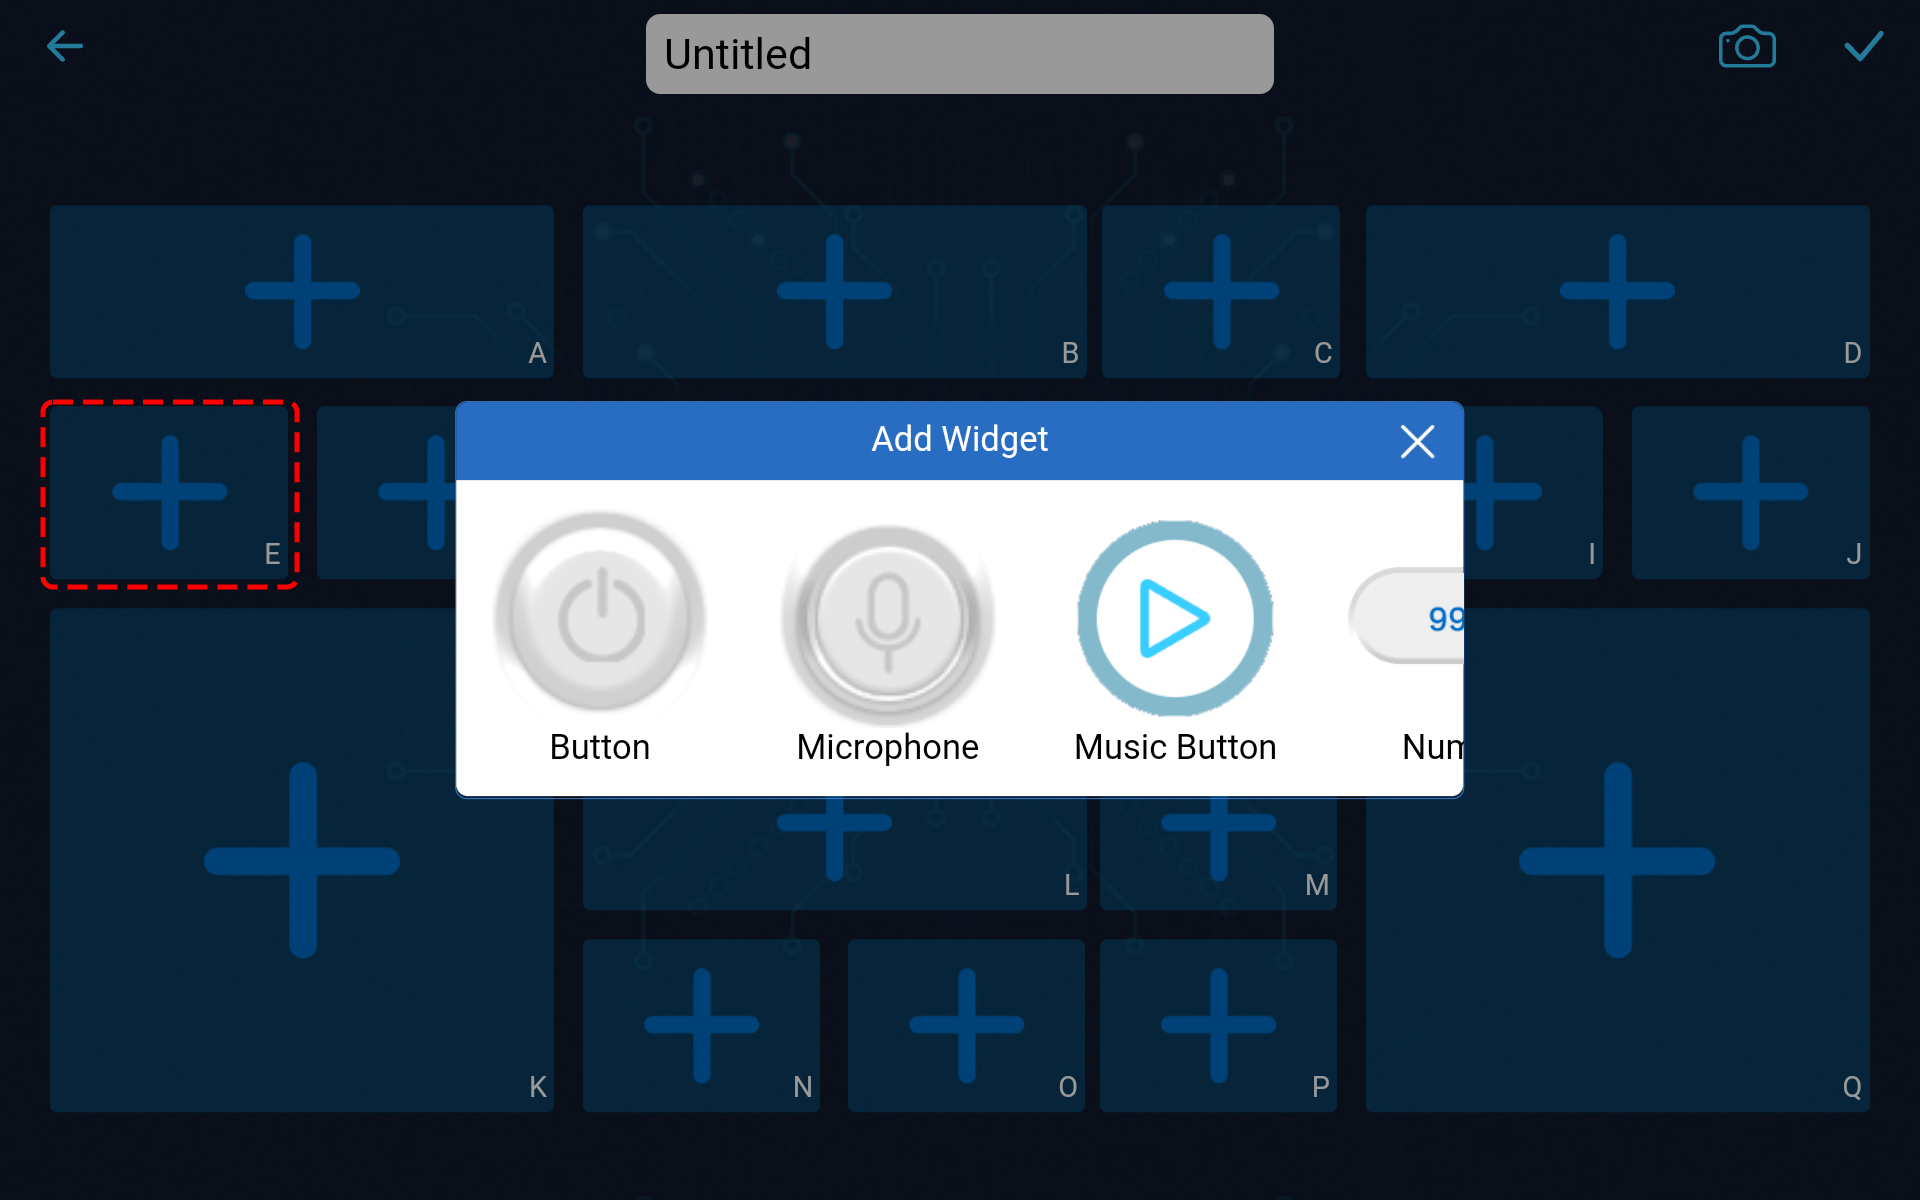 Untitled
A
B
C
D
Add Widget
E
I
J
99
Button
Microphone
Music Button
Num
L
M
K
N
O
P
Q